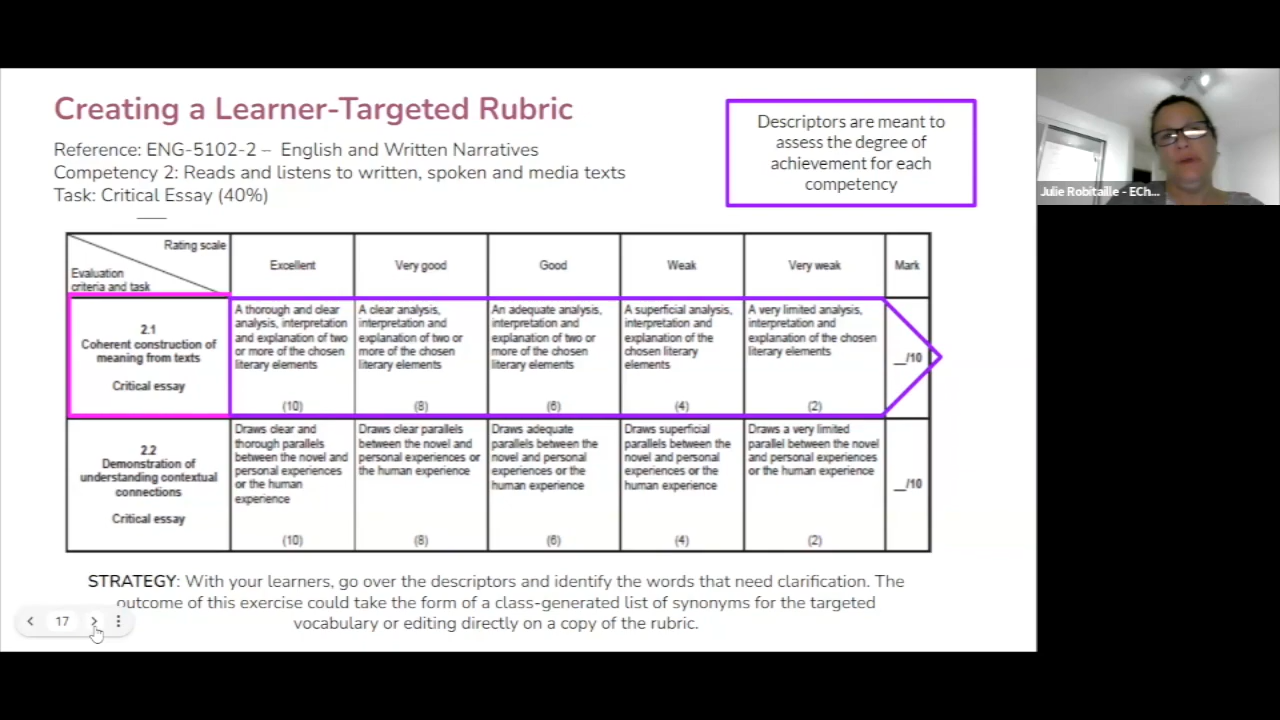 Creating a Learner-Targeted Rubric
Reference: ENG-5102-2 – English and Written Narratives
Competency 2: Reads and listens to written, spoken and media texts
Task: Critical Essay (40%)
Descriptors are meant to
assess the degree of
achievement for each
competency
Julie Robitaille - ECh...
Rating scale
Evaluation
criteria and task
Excellent
Very good
Good
Weak
Very weak
Mark
2.1
Coherent construction of
meaning from texts
Critical essay
A thorough and clear
analysis, interpretation
and explanation of two
or more of the chosen
literary elements
(10)
A clear analysis,
interpretation and
explanation of two or
more of the chosen
literary elements
(8)
An adequate analysis,
interpretation and
explanation of two or
more of the chosen
literary elements
(6)
A superficial analysis,
interpretation and
explanation of the
chosen literary
elements
(4)
A very limited analysis,
interpretation and
explanation of the chosen
literary elements
(2)
__/10
2.2
Demonstration of
understanding contextual
connections
Critical essay
Draws clear and
thorough parallels
between the novel and
personal experiences
or the human
experience
(10)
Draws clear parallels
between the novel and
personal experiences or
the human experience
(8)
Draws adequate
parallels between the
novel and personal
experiences or the
human experience
(6)
Draws superficial
parallels between the
novel and personal
experiences or the
human experience
(4)
Draws a very limited
parallel between the novel
and personal experiences
or the human experience
(2)
__/10
STRATEGY: With your learners, go over the descriptors and identify the words that need clarification. The
outcome of this exercise could take the form of a class-generated list of synonyms for the targeted
vocabulary or editing directly on a copy of the rubric.
17